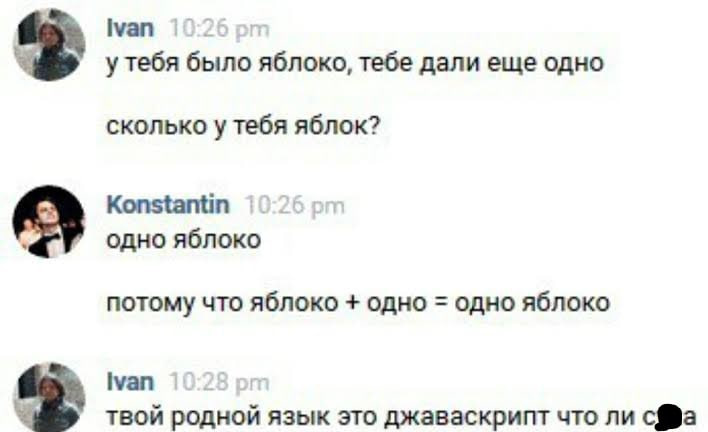 Ivan 10:26 pm
у тебя было яблоко, тебе дали еще одно
сколько у тебя яблок?
Konstantin 10:26 pm
одно яблоко
потому что яблоко + одно = одно яблоко
Ivan 10:28 pm
твой родной язык это джаваскрипт что ли